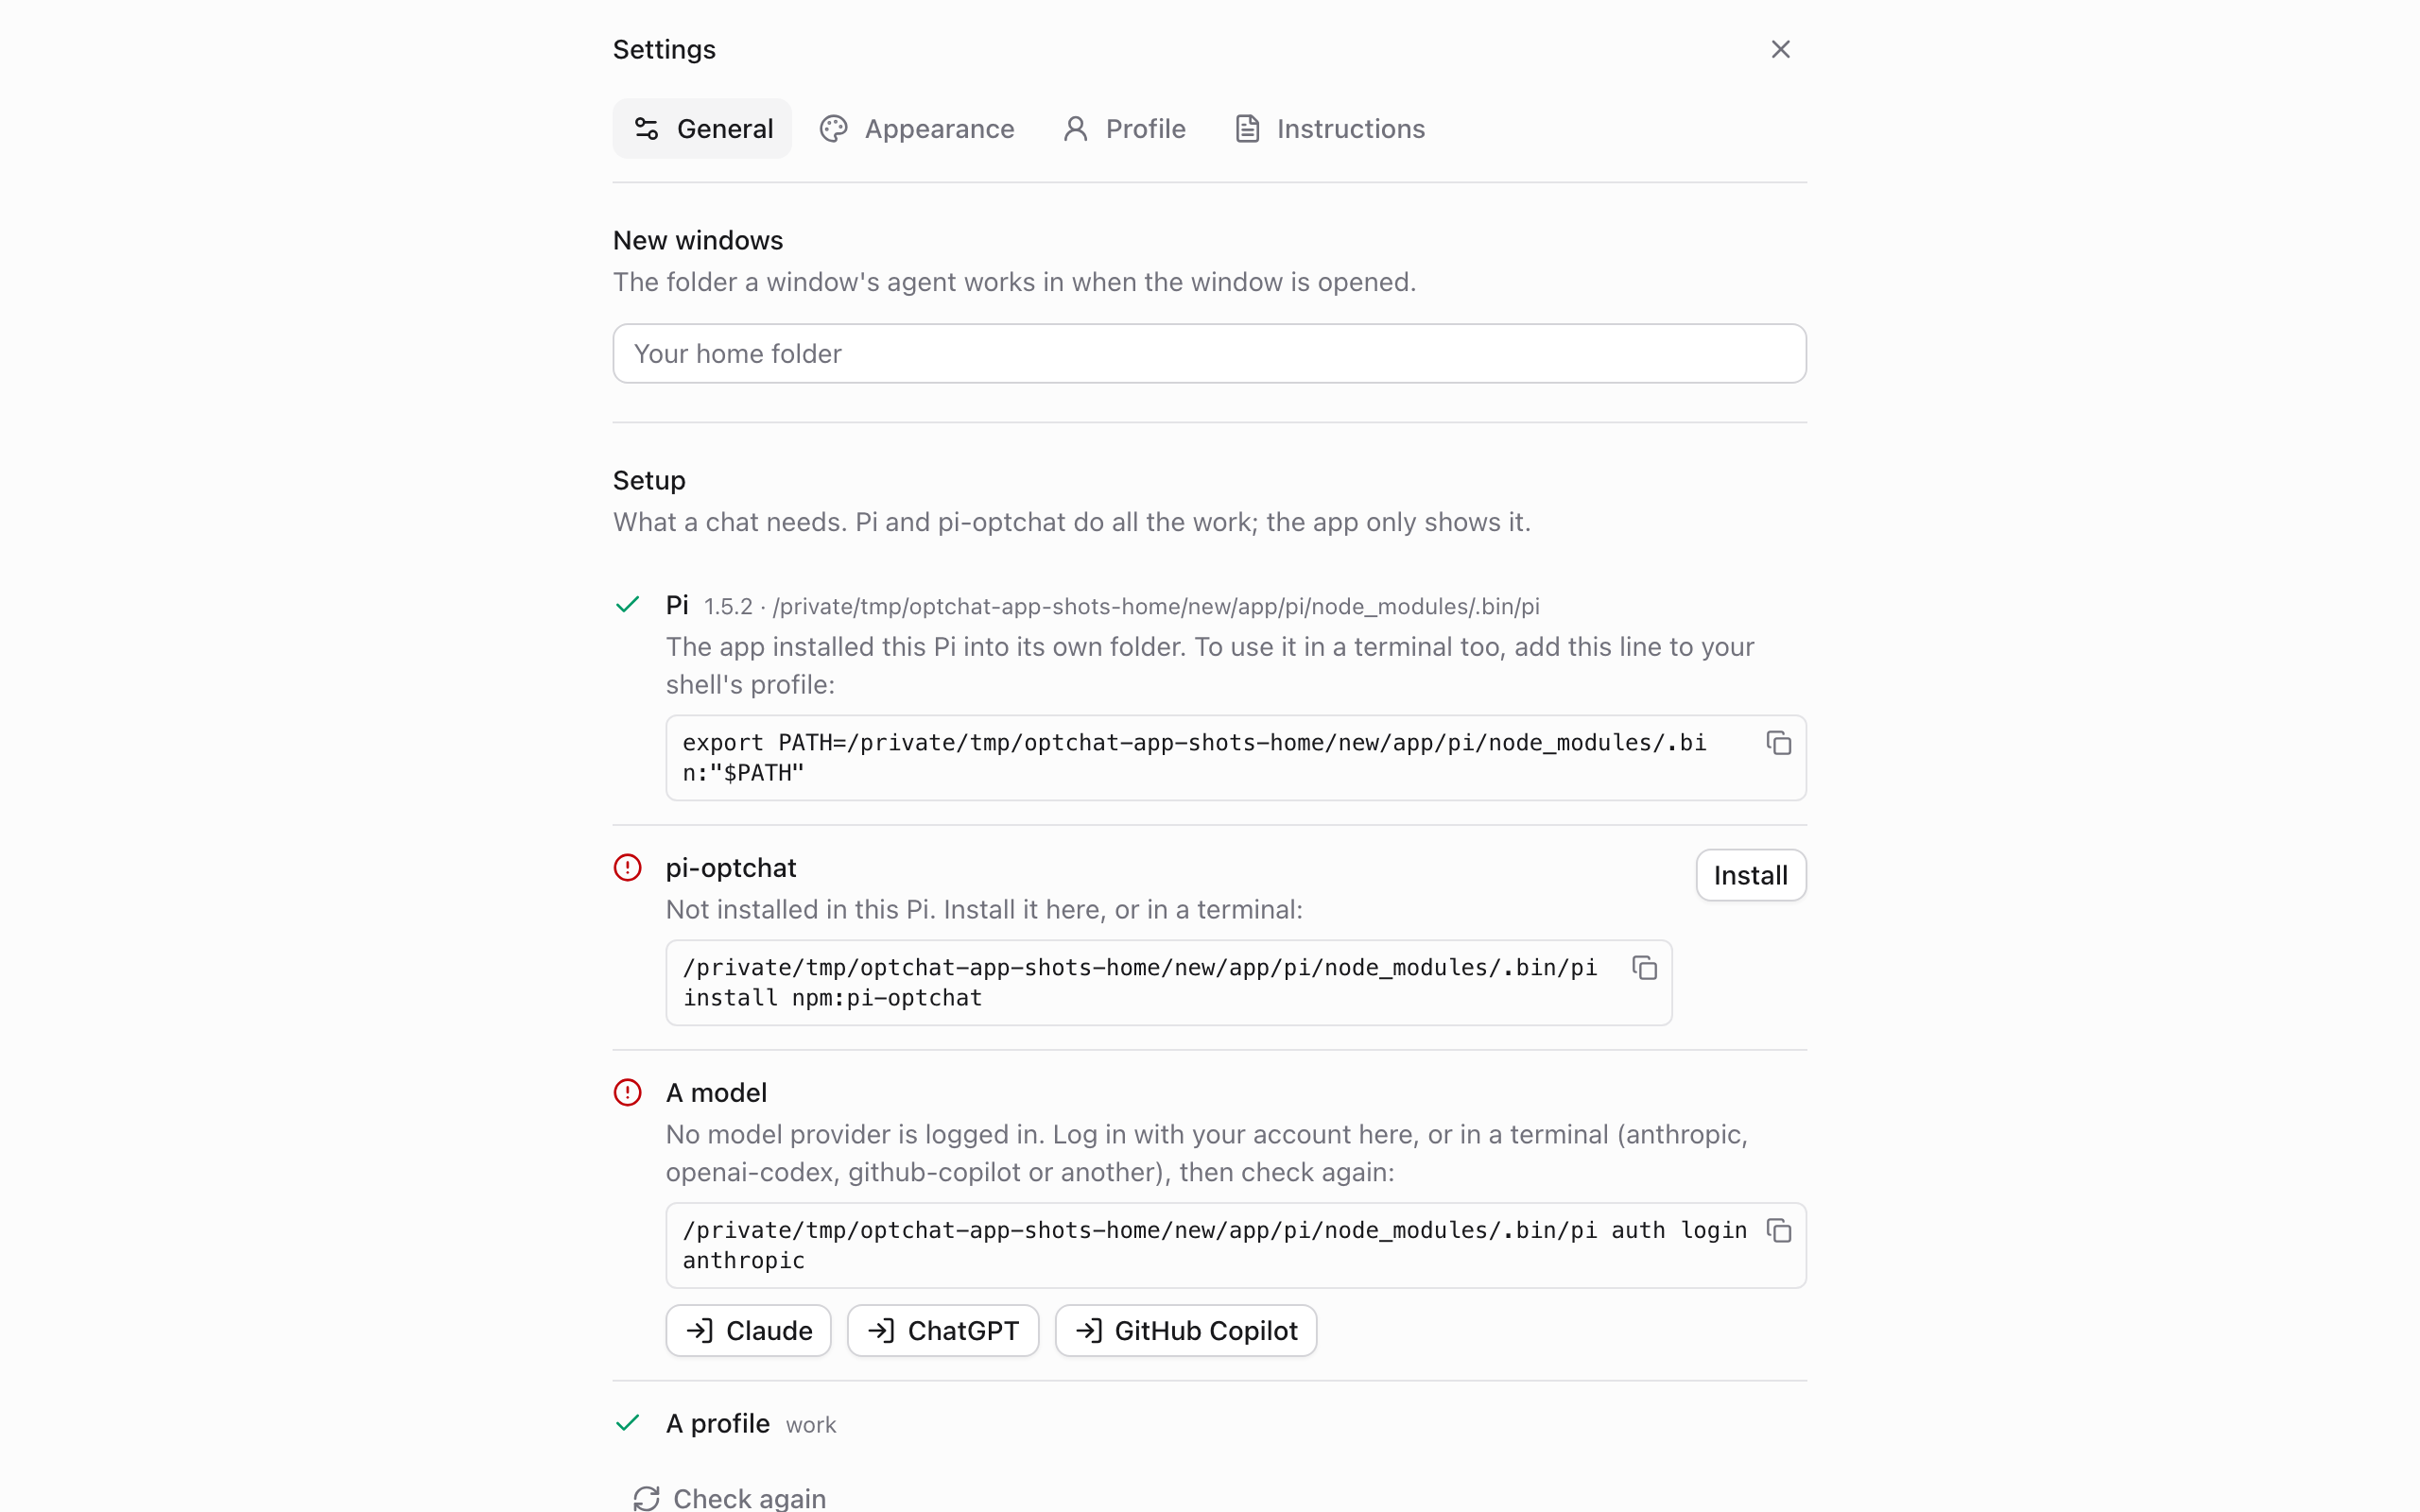 Settings
General
Appearance
Profile
Instructions
New windows
The folder a window's agent works in when the window is opened.
Your home folder
Setup
What a chat needs. Pi and pi-optchat do all the work; the app only shows it.
Pi 1.5.2 · /private/tmp/optchat-app-shots-home/new/app/pi/node_modules/.bin/pi
The app installed this Pi into its own folder. To use it in a terminal too, add this line to your
shell's profile:
export PATH=/private/tmp/optchat-app-shots-home/new/app/pi/node_modules/.bi
n:"$PATH"
pi-optchat
Install
Not installed in this Pi. Install it here, or in a terminal:
/private/tmp/optchat-app-shots-home/new/app/pi/node_modules/.bin/pi
install npm:pi-optchat
A model
No model provider is logged in. Log in with your account here, or in a terminal (anthropic,
openai-codex, github-copilot or another), then check again:
/private/tmp/optchat-app-shots-home/new/app/pi/node_modules/.bin/pi auth login
anthropic
Claude
ChatGPT
GitHub Copilot
A profile work
Check again